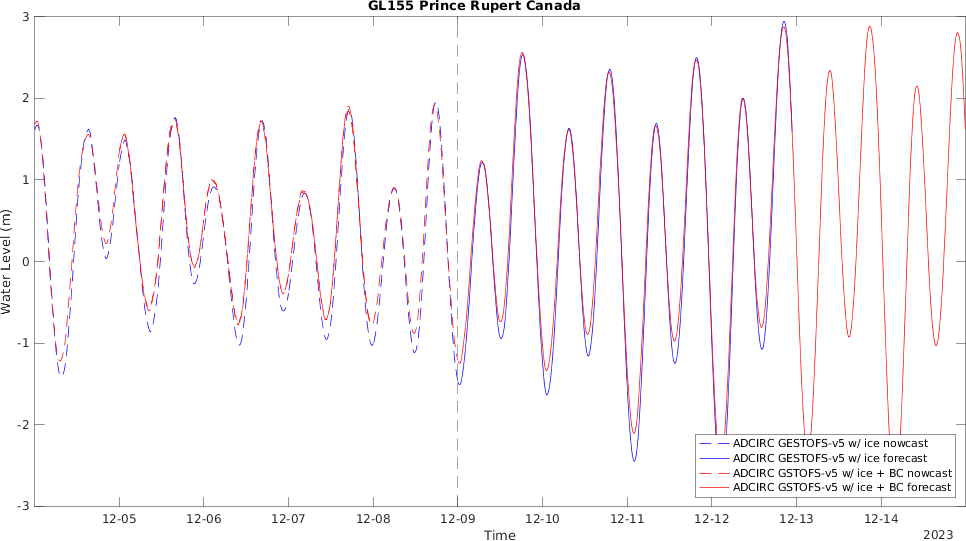 GL155 Prince Rupert Canada
3
2
1
0
-1
-2
-3
Water Level (m)
ADCIRC GESTOFS-v5 w/ ice nowcast
ADCIRC GESTOFS-v5 w/ ice forecast
ADCIRC GSTOFS-v5 w/ ice + BC nowcast
ADCIRC GSTOFS-v5 w/ ice + BC forecast
12-05 12-06 12-07 12-08 12-09 12-10 12-11 12-12 12-13 12-14
Time
2023